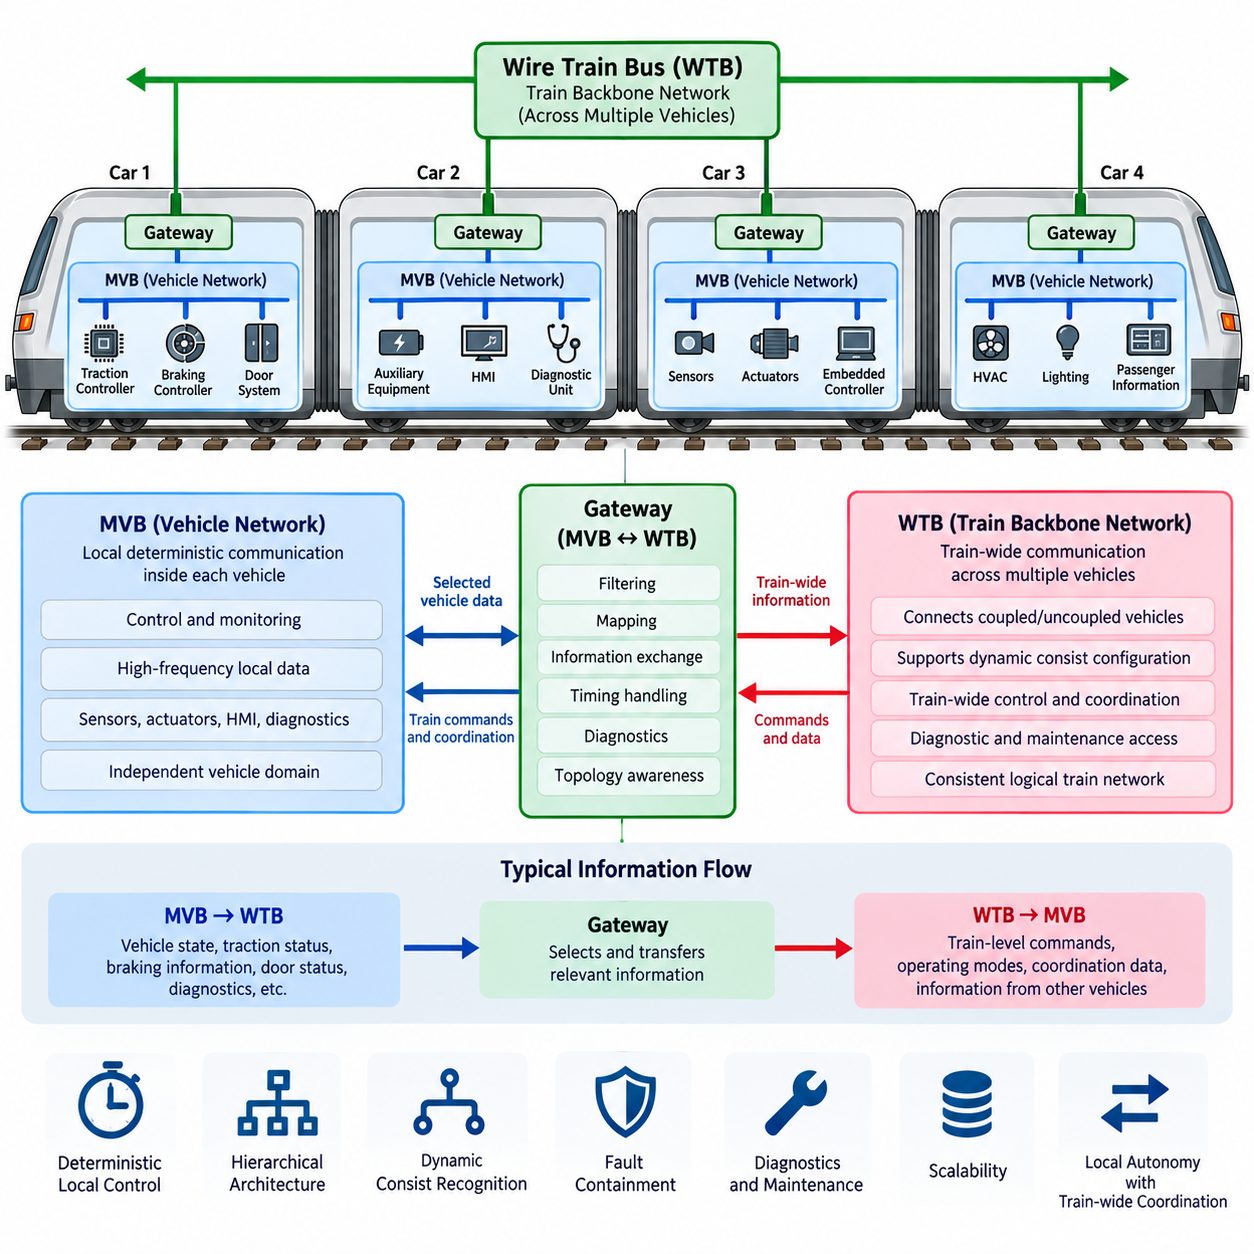 Wire Train Bus (WTB)
Train Backbone Network
(Across Multiple Vehicles)
Car 1
Car 2
Car 3
Car 4
Gateway
Gateway
Gateway
Gateway
MVB (Vehicle Network)
MVB (Vehicle Network)
MVB (Vehicle Network)
MVB (Vehicle Network)
Traction
Controller
Braking
Controller
Door
System
Auxiliary
Equipment
HMI
Diagnostic
Unit
Sensors
Actuators
Embedded
Controller
HVAC
Lighting
Passenger
Information
MVB (Vehicle Network)
Local deterministic communication
inside each vehicle
Control and monitoring
High-frequency local data
Sensors, actuators, HMI, diagnostics
Independent vehicle domain
Selected
vehicle data
Train commands
and coordination
Gateway
(MVB ↔ WTB)
Filtering
Mapping
Information exchange
Timing handling
Diagnostics
Topology awareness
Train-wide
information
Commands
and data
WTB (Train Backbone Network)
Train-wide communication
across multiple vehicles
Connects coupled/uncoupled vehicles
Supports dynamic consist configuration
Train-wide control and coordination
Diagnostic and maintenance access
Consistent logical train network
Typical Information Flow
MVB → WTB
Vehicle state, traction status,
braking information, door status,
diagnostics, etc.
Gateway
Selects and transfers
relevant information
WTB → MVB
Train-level commands,
operating modes, coordination data,
information from other vehicles
Deterministic
Local Control
Hierarchical
Architecture
Dynamic
Consist Recognition
Fault
Containment
Diagnostics
and Maintenance
Scalability
Local Autonomy
with
Train-wide Coordination